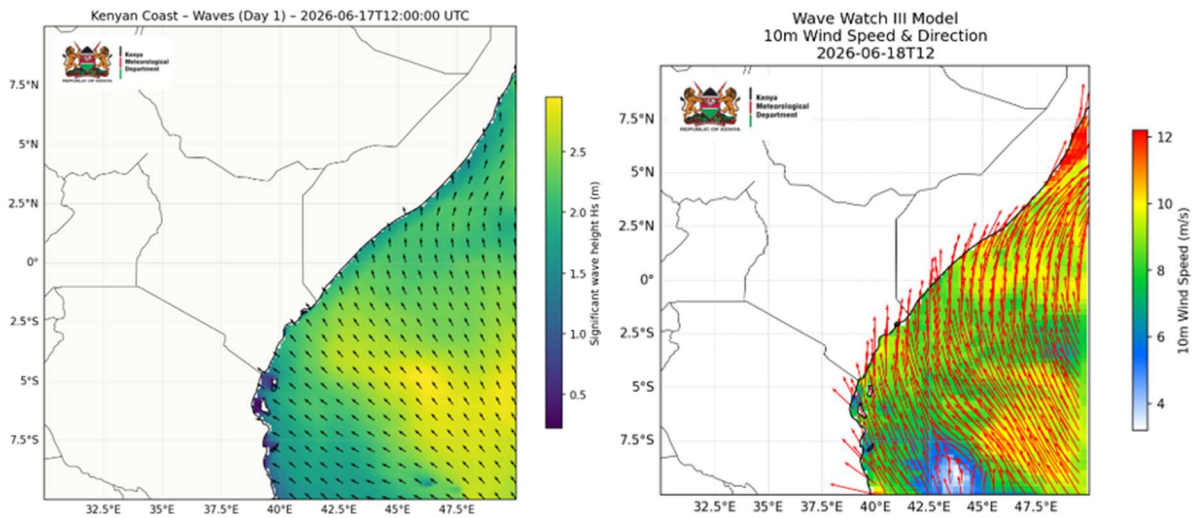 Kenyan Coast – Waves (Day 1) – 2026-06-17T12:00:00 UTC
Kenya
Meteorological
Department
REPUBLIC OF KENYA
7.5°N
5°N
2.5°N
0°
2.5°S
5°S
7.5°S
32.5°E
35°E
37.5°E
40°E
42.5°E
45°E
47.5°E
2.5
2.0
1.5
1.0
0.5
Significant wave height Hs (m)
Wave Watch III Model
10m Wind Speed & Direction
2026-06-18T12
Kenya
Meteorological
Department
REPUBLIC OF KENYA
7.5°N
5°N
2.5°N
0°
2.5°S
5°S
7.5°S
32.5°E
35°E
37.5°E
40°E
42.5°E
45°E
47.5°E
12
10
8
6
4
10m Wind Speed (m/s)